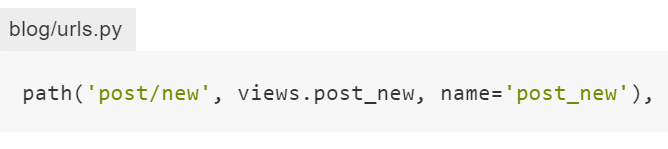 blog/urls.py
path('post/new', views.post_new, name='post_new'),